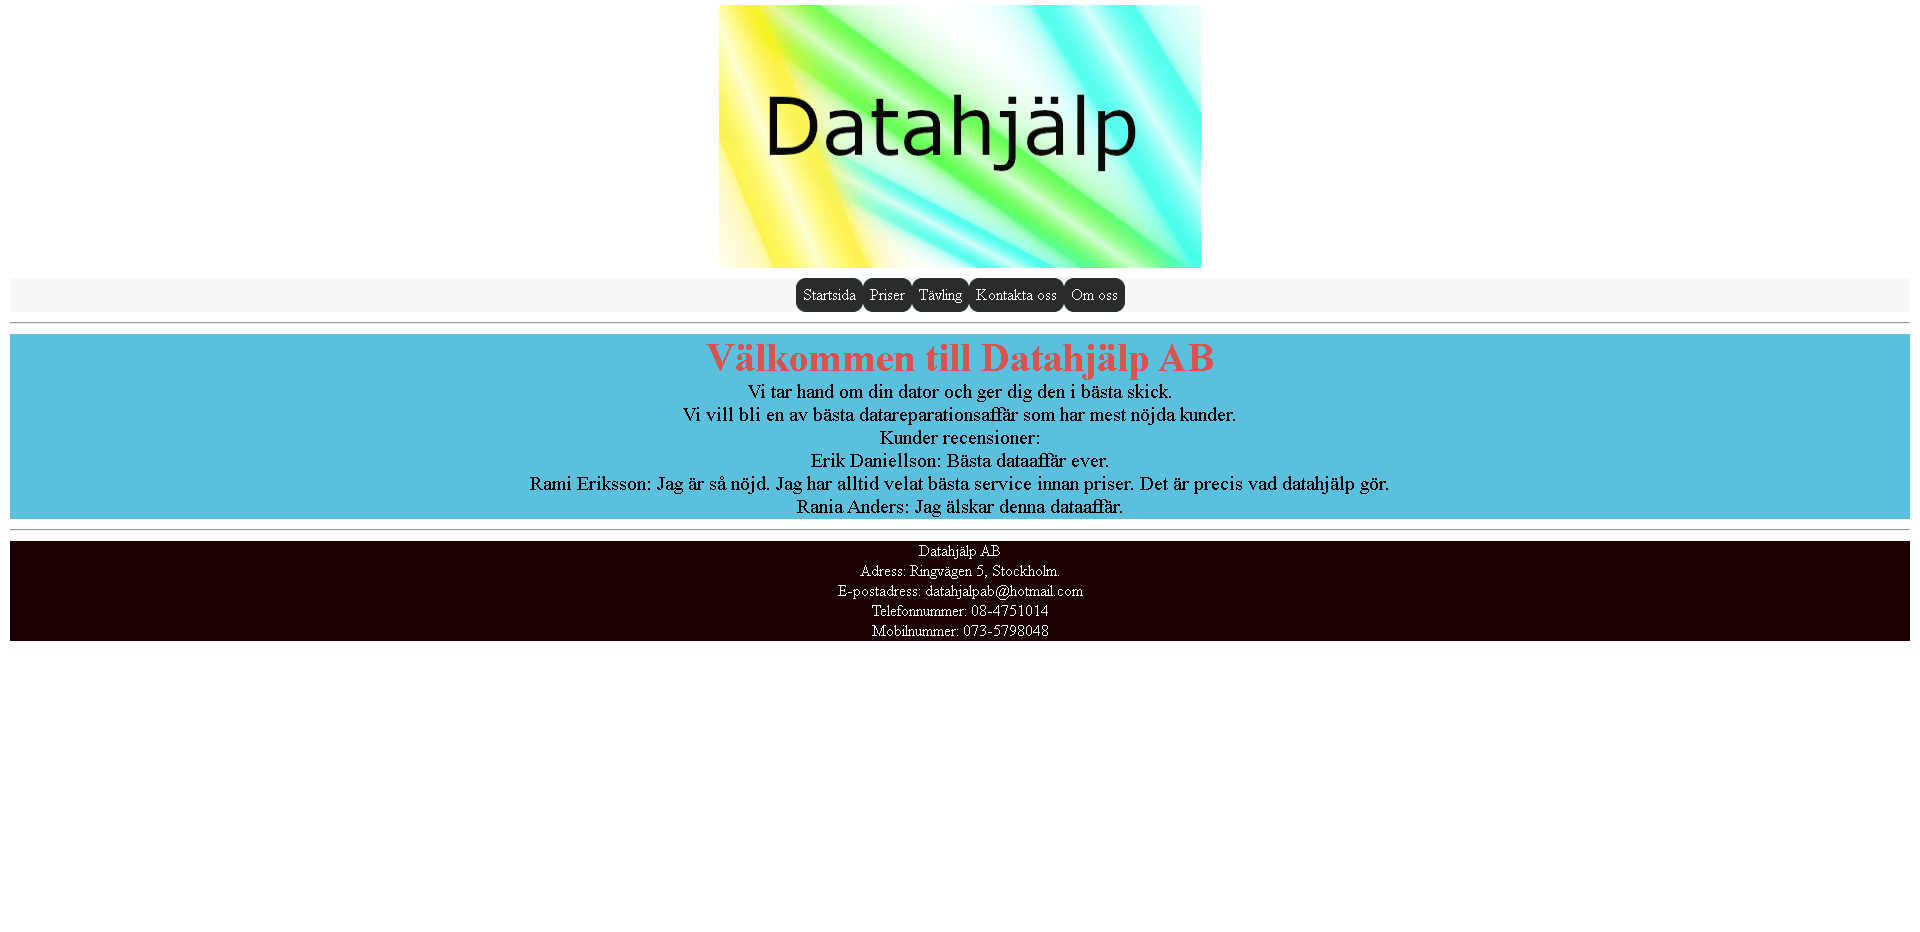 Datahjälp
Startsida Priser Tävling Kontakta oss Om oss
Välkommen till Datahjälp AB
Vi tar hand om din dator och ger dig den i bästa skick.
Vi vill bli en av bästa datareparationsaffär som har mest nöjda kunder.
Kunder recensioner:
Erik Daniellson: Bästa dataaffär ever.
Rami Eriksson: Jag är så nöjd. Jag har alltid velat bästa service innan priser. Det är precis vad datahjälp gör.
Rania Anders: Jag älskar denna dataaffär.
Datahjälp AB
Adress: Ringvägen 5, Stockholm.
E-postadress: datahjalpab@hotmail.com
Telefonnummer: 08-4751014
Mobilnummer: 073-5798048